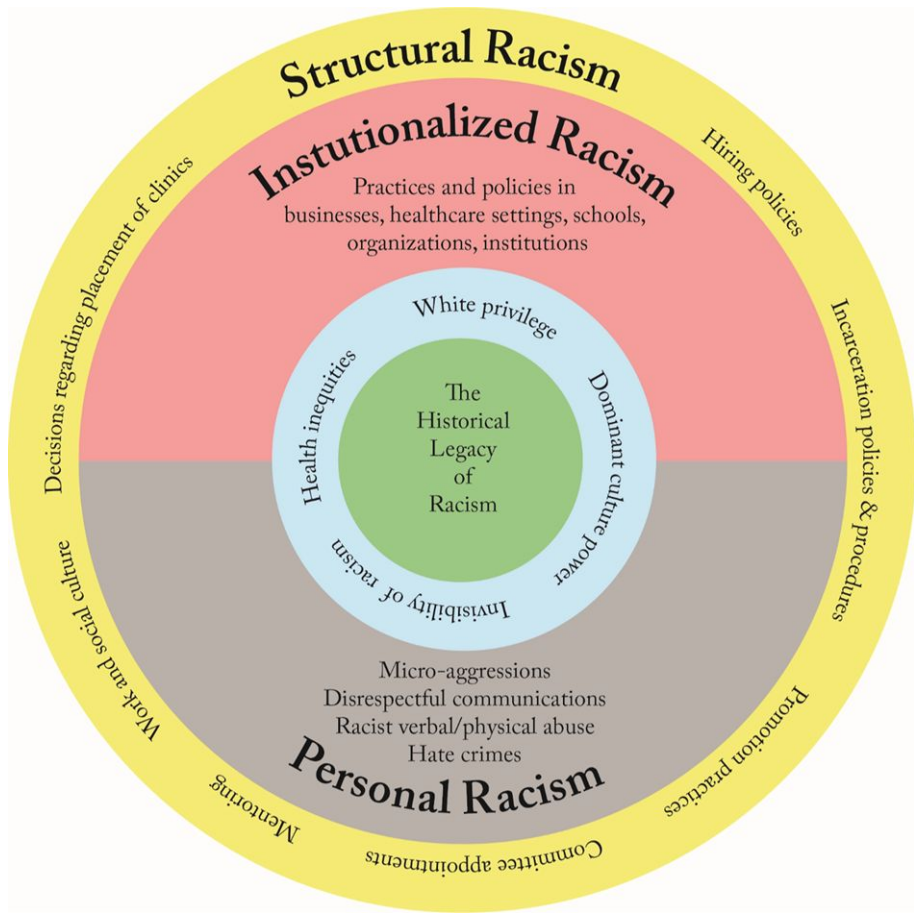 Structural Racism
Hiring policies
Incarceration policies & procedures
Promotion practices
Committee appointments
Mentoring
Work and social culture
Decisions regarding placement of clinics
Instutionalized Racism
Practices and policies in
businesses, healthcare settings, schools,
organizations, institutions
White privilege
Dominant culture power
Invisibility of racism
Health inequities
The
Historical
Legacy
of
Racism
Micro-aggressions
Disrespectful communications
Racist verbal/physical abuse
Hate crimes
Personal Racism